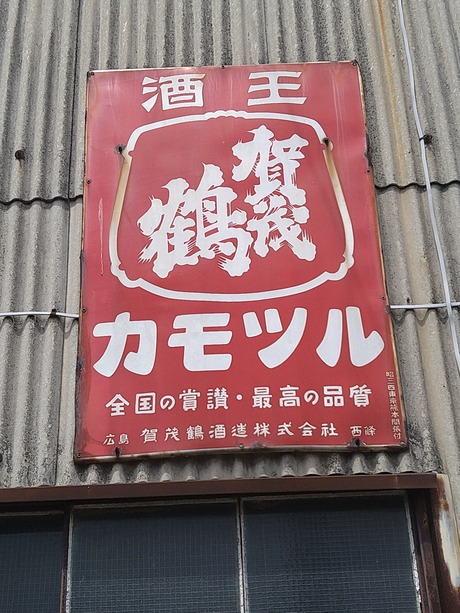 酒王
賀茂
鶴
カモツル
全国の賞讃・最高の品質
広島 賀茂鶴酒造株式会社 西條